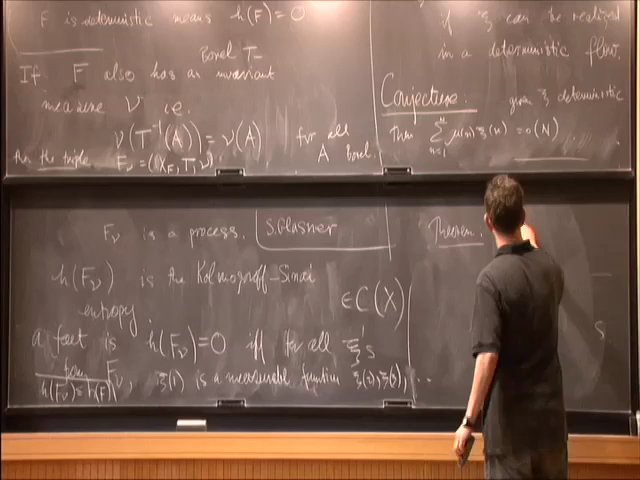 F is deterministic means h(F)=0
Borel T-
If F also has an invariant
measure ν i.e.
ν(T⁻¹(A)) = ν(A) for all
A Borel.
then the triple F_ν = (X_F, T, ν)
if ξ can be realized
in a deterministic flow.
Conjecture: given ξ deterministic
Then Σ_{n=1}^{N} μ(n) ξ(n) = o(N)
F_ν is a process. S. Glasner
h(F_ν) is the Kolmogoroff-Sinai
entropy.
∈ C(X)
a fact is h(F_ν)=0 iff for all ξ's
from F_ν, ξ(1) is a measurable function ξ(2), ξ(3), ...
h(F_ν) ≤ h(F)
Theorem.
S